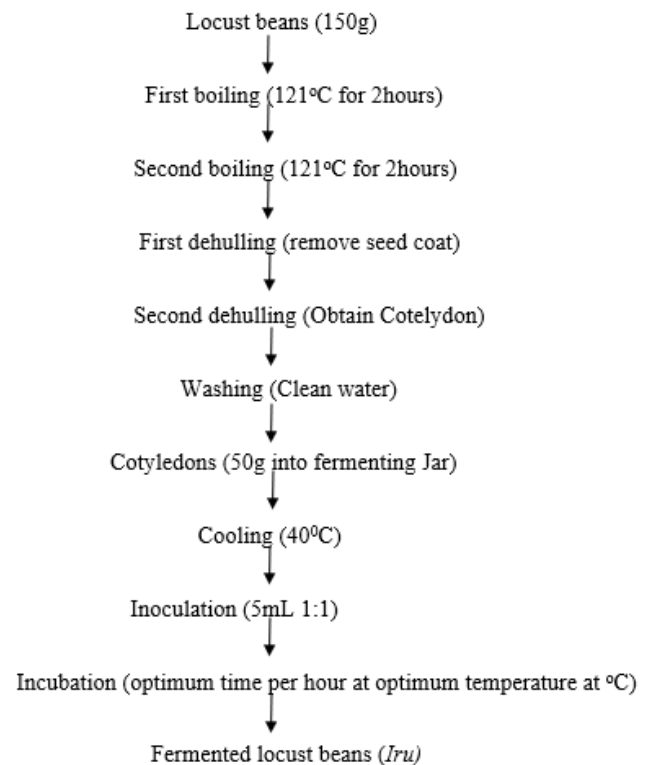 Locust beans (150g)
First boiling (121ºC for 2hours)
Second boiling (121ºC for 2hours)
First dehulling (remove seed coat)
Second dehulling (Obtain Cotelydon)
Washing (Clean water)
Cotyledons (50g into fermenting Jar)
Cooling (40⁰C)
Inoculation (5mL 1:1)
Incubation (optimum time per hour at optimum temperature at ºC)
Fermented locust beans (Iru)